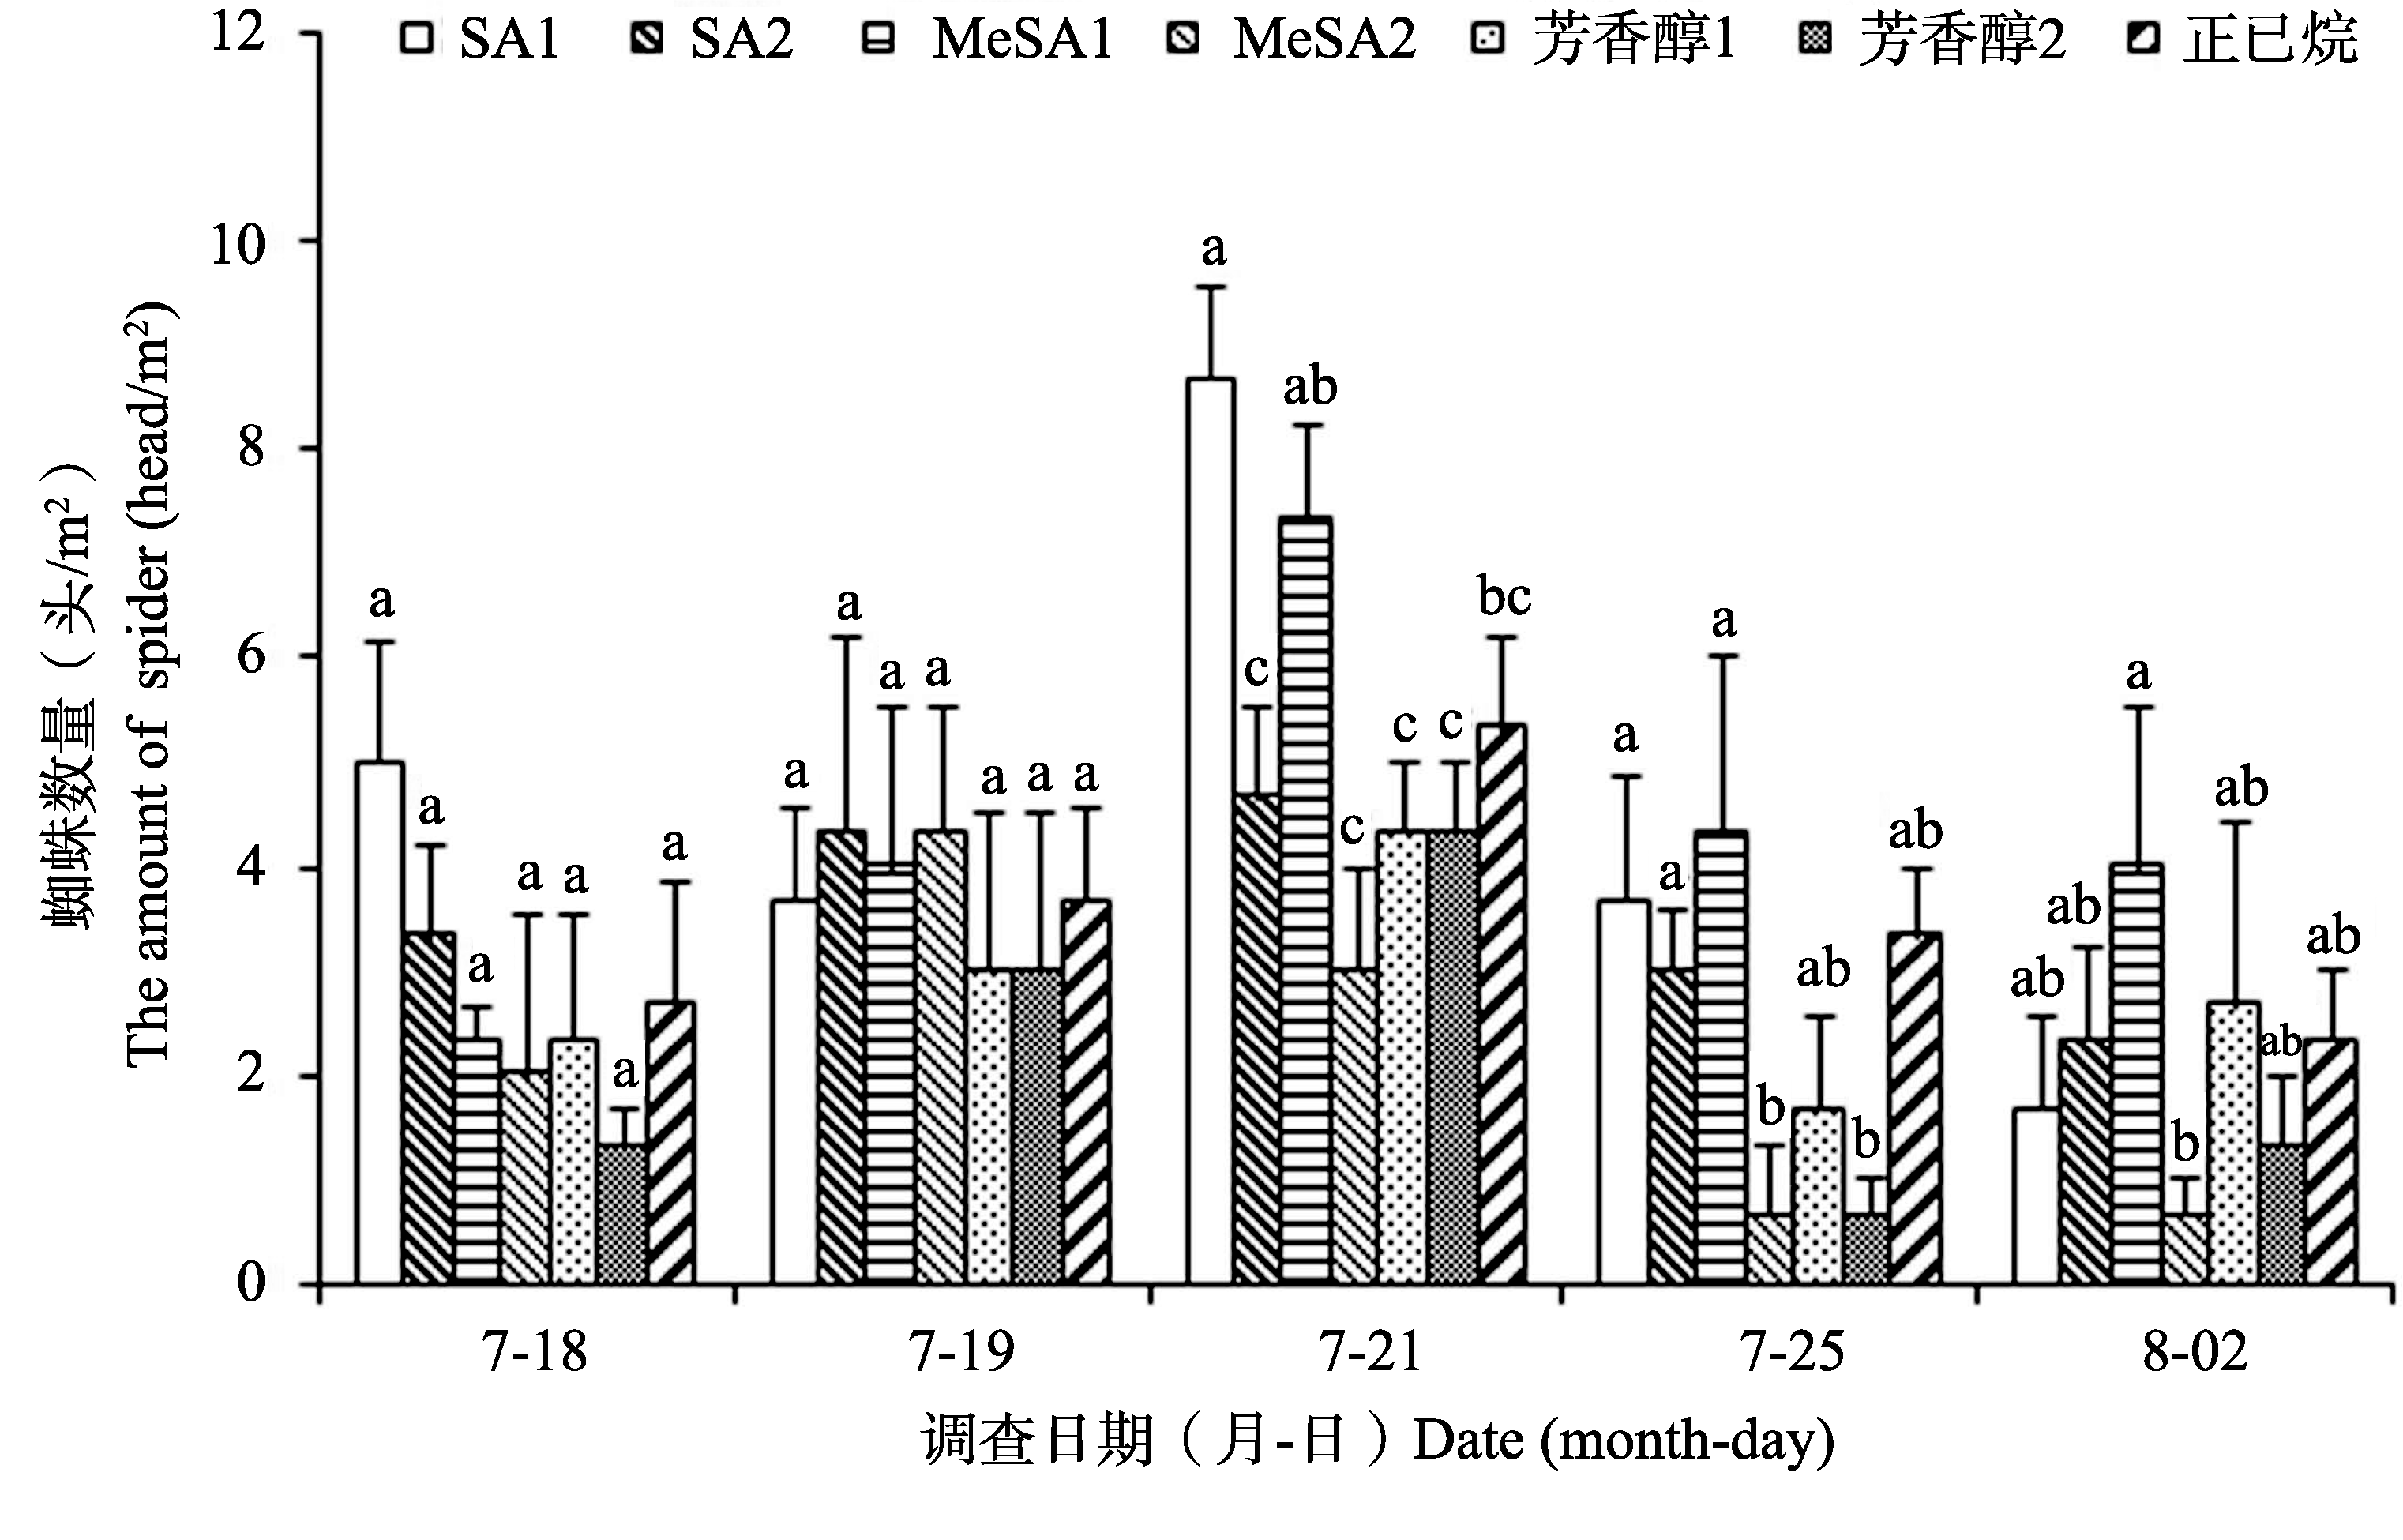 SA1 SA2 MeSA1 MeSA2 芳香醇1 芳香醇2 正已烷
12
10
8
6
4
2
0
蜘蛛数量（头/m²）
The amount of spider (head/m²)
a a a a a a a
a a a a a a a
a c ab c c c bc
a a a b ab b ab
ab ab a b ab ab ab
7-18 7-19 7-21 7-25 8-02
调查日期（月-日）Date (month-day)